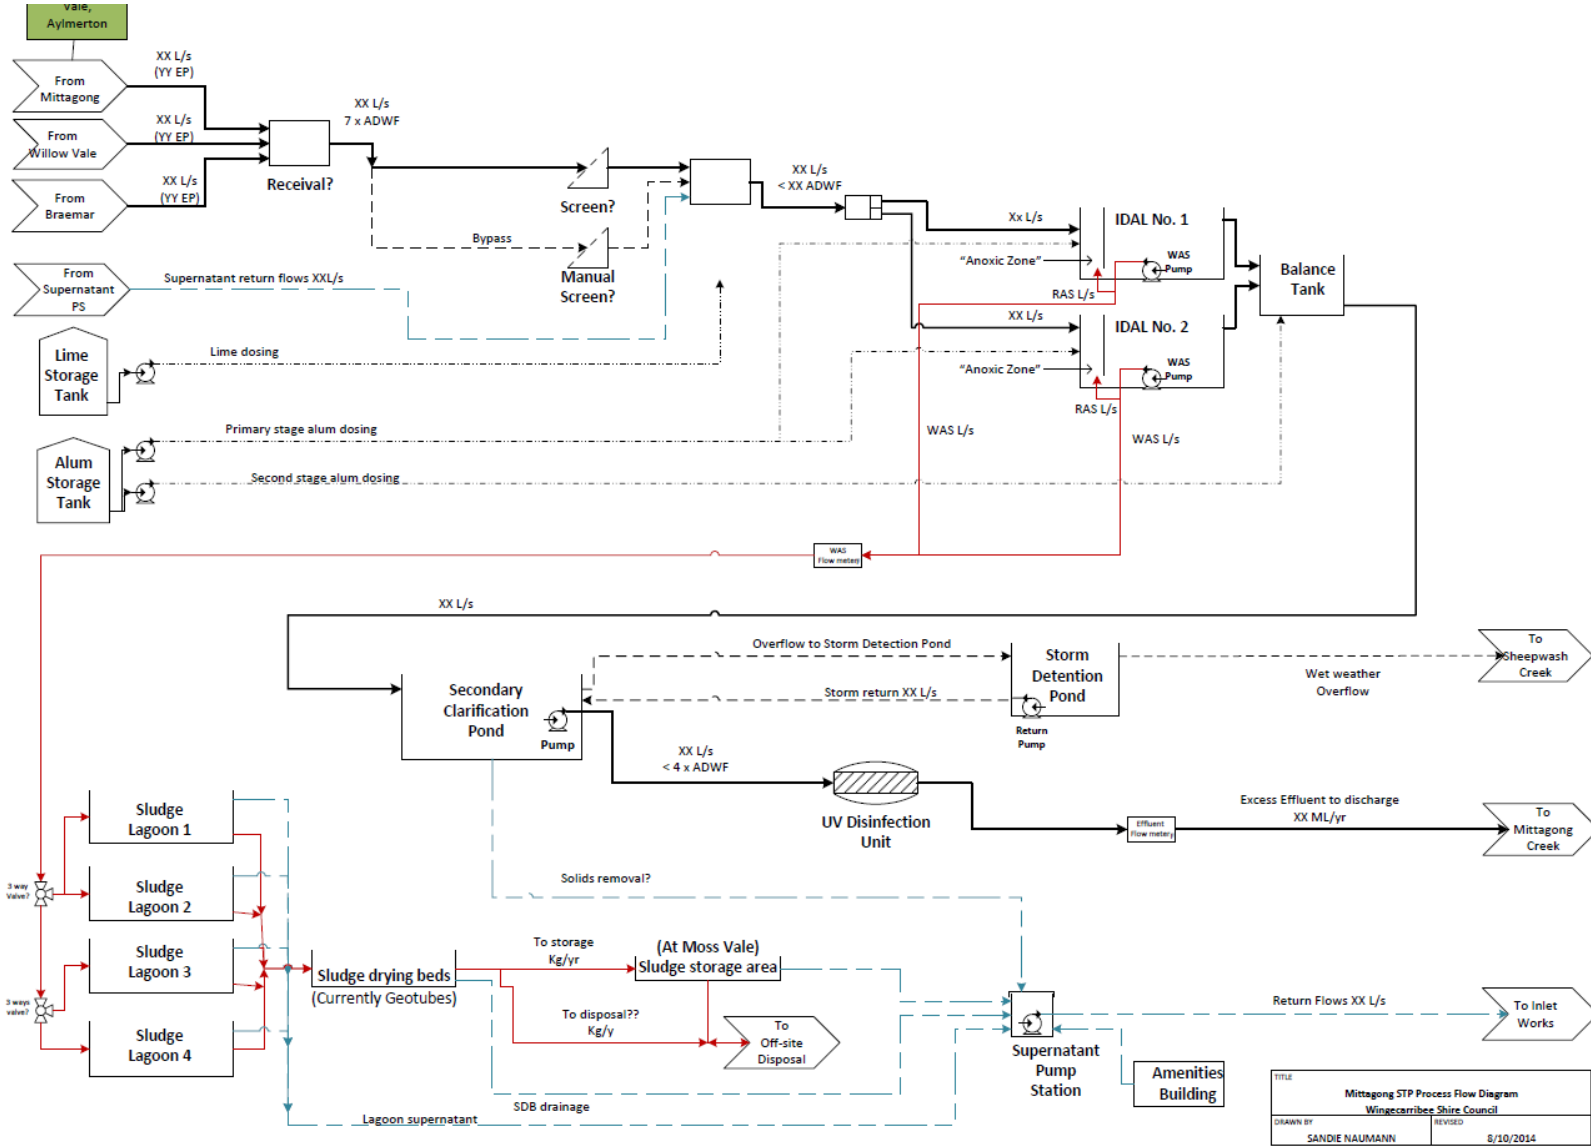 Vale,
Aylmerton
From
Mittagong
XX L/s
(YY EP)
From
Willow Vale
XX L/s
(YY EP)
From
Braemar
XX L/s
(YY EP)
Receival?
XX L/s
7 x ADWF
Screen?
Bypass
Manual
Screen?
XX L/s
< XX ADWF
Xx L/s
IDAL No. 1
"Anoxic Zone"
WAS
Pump
RAS L/s
XX L/s
IDAL No. 2
"Anoxic Zone"
WAS
Pump
RAS L/s
Balance
Tank
From
Supernatant
PS
Supernatant return flows XXL/s
Lime
Storage
Tank
Lime dosing
Alum
Storage
Tank
Primary stage alum dosing
Second stage alum dosing
WAS L/s
WAS L/s
WAS
Flow metery
XX L/s
Overflow to Storm Detection Pond
Storm return XX L/s
Secondary
Clarification
Pond
Pump
Storm
Detention
Pond
Return
Pump
Wet weather
Overflow
To
Sheepwash
Creek
XX L/s
< 4 x ADWF
UV Disinfection
Unit
Effluent
Flow metery
Excess Effluent to discharge
XX ML/yr
To
Mittagong
Creek
Sludge
Lagoon 1
3 way
Valve?
Sludge
Lagoon 2
Sludge
Lagoon 3
3 ways
valve?
Sludge
Lagoon 4
Solids removal?
Sludge drying beds
(Currently Geotubes)
To storage
Kg/yr
(At Moss Vale)
Sludge storage area
To disposal??
Kg/y
To
Off-site
Disposal
SDB drainage
Lagoon supernatant
Supernatant
Pump
Station
Amenities
Building
Return Flows XX L/s
To Inlet
Works
TITLE
Mittagong STP Process Flow Diagram
Wingecarribee Shire Council
DRAWN BY
SANDIE NAUMANN
REVISED
8/10/2014